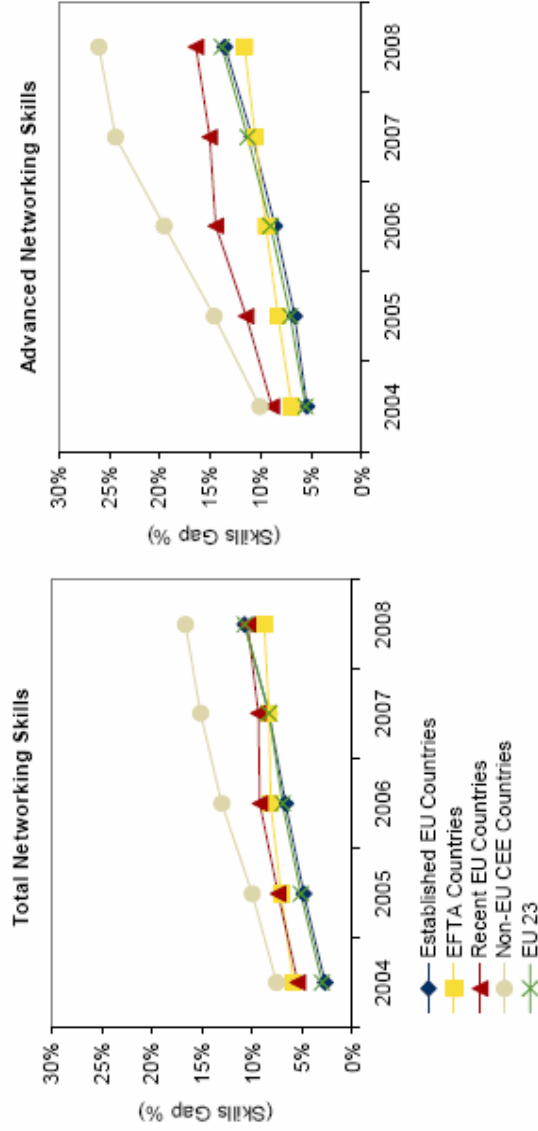 Total Networking Skills
30%
25%
20%
15%
10%
5%
0%
(Skills Gap %)
2004
2005
2006
2007
2008
Established EU Countries
EFTA Countries
Recent EU Countries
Non-EU CEE Countries
EU 23
Advanced Networking Skills
30%
25%
20%
15%
10%
5%
0%
(Skills Gap %)
2004
2005
2006
2007
2008